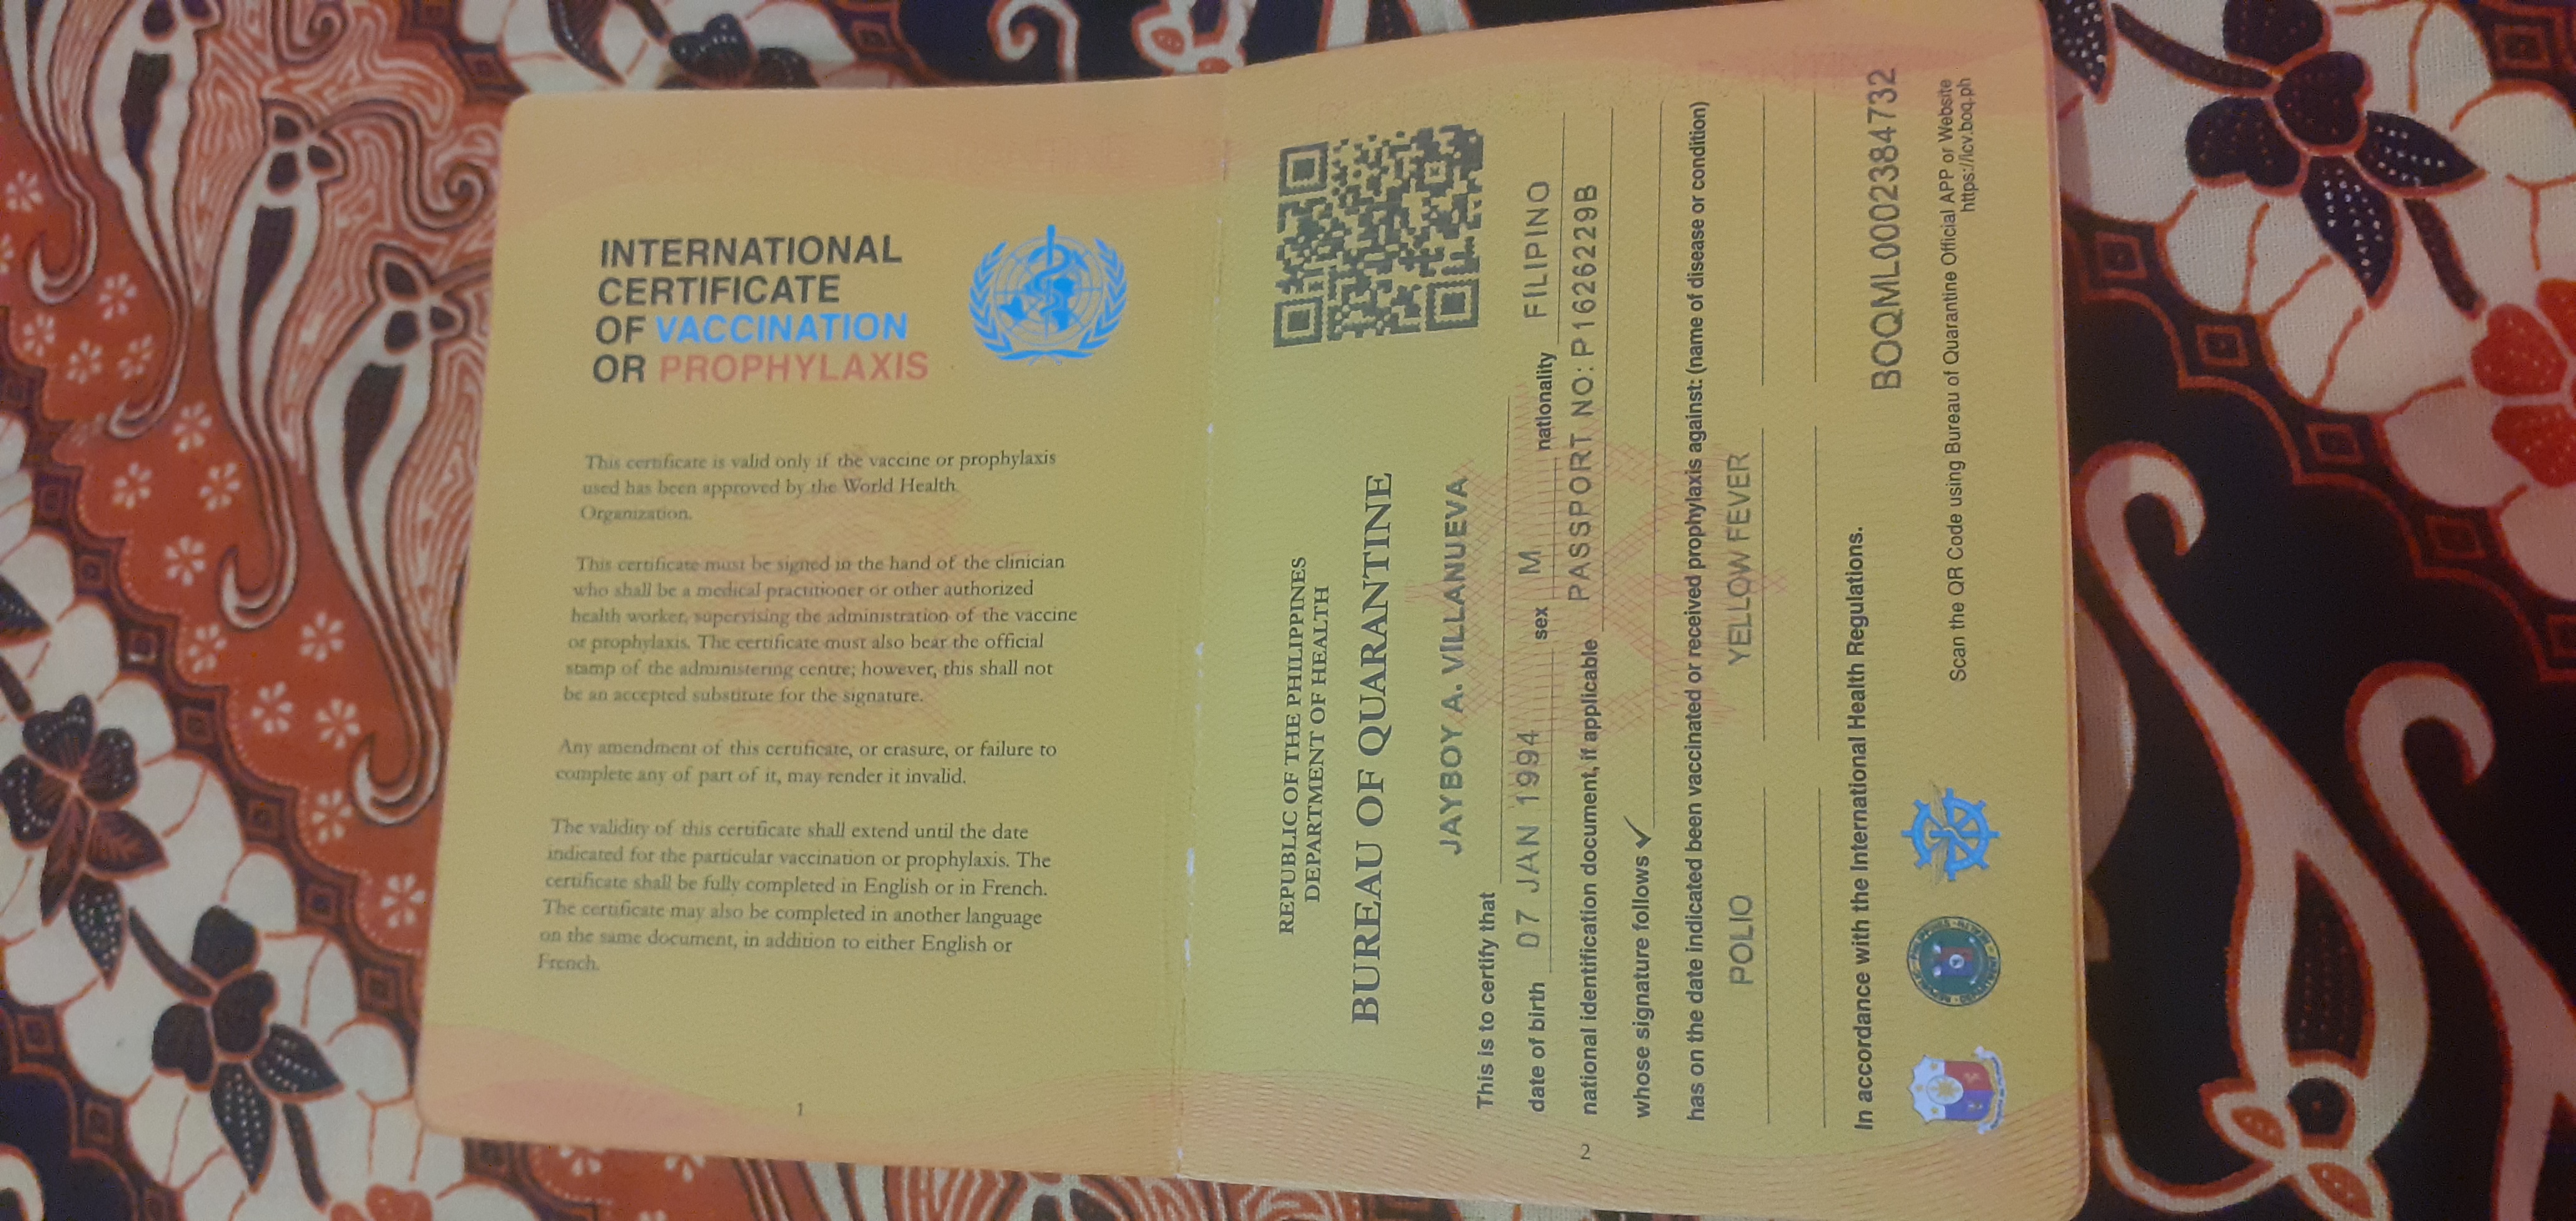 INTERNATIONAL
CERTIFICATE
OF VACCINATION
OR PROPHYLAXIS
This certificate is valid only if the vaccine or prophylaxis
used has been approved by the World Health
Organization.
This certificate must be signed in the hand of the clinician
who shall be a medical practitioner or other authorized
health worker, supervising the administration of the vaccine
or prophylaxis. The certificate must also bear the official
stamp of the administering centre; however, this shall not
be an accepted substitute for the signature.
Any amendment of this certificate, or erasure, or failure to
complete any of part of it, may render it invalid.
The validity of this certificate shall extend until the date
indicated for the particular vaccination or prophylaxis. The
certificate shall be fully completed in English or in French.
The certificate may also be completed in another language
on the same document, in addition to either English or
French.
1
REPUBLIC OF THE PHILIPPINES
DEPARTMENT OF HEALTH
BUREAU OF QUARANTINE
This is to certify that JAYBOY A. VILLANUEVA
date of birth 07 JAN 1994 sex M nationality FILIPINO
national identification document, if applicable PASSPORT NO: P1626229B
whose signature follows ✓
has on the date indicated been vaccinated or received prophylaxis against: (name of disease or condition)
POLIO YELLOW FEVER
In accordance with the International Health Regulations.
BOQML0002384732
Scan the QR Code using Bureau of Quarantine Official APP or Website
https://icv.boq.ph
2